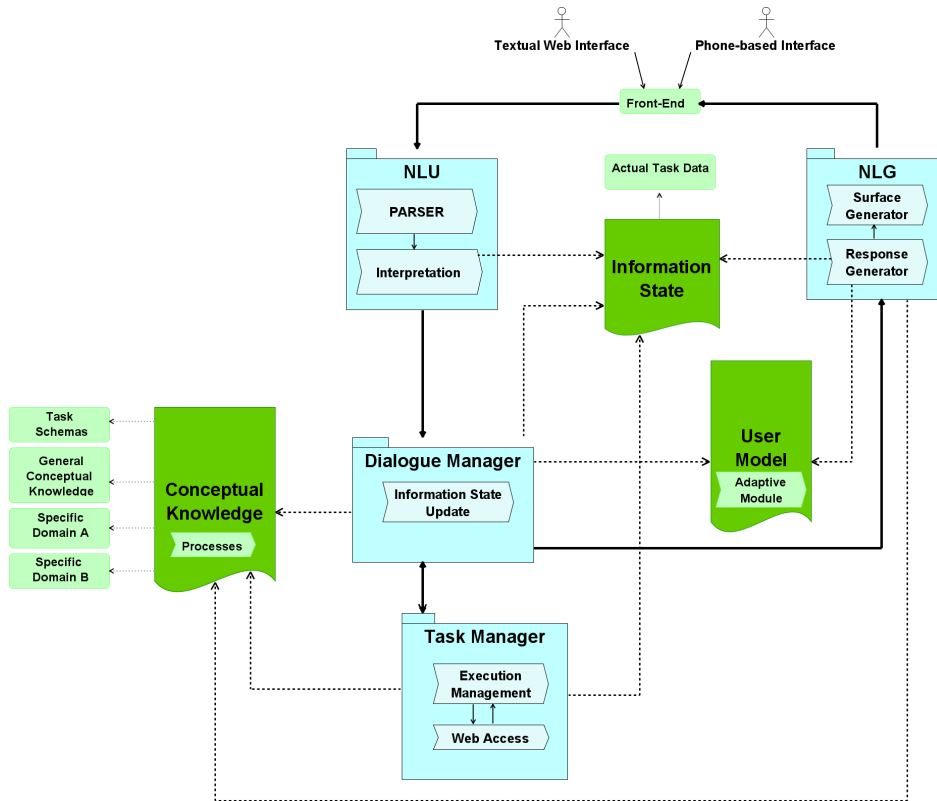 Textual Web Interface
Phone-based Interface
Front-End
NLU
PARSER
Interpretation
Actual Task Data
Information
State
NLG
Surface
Generator
Response
Generator
Task
Schemas
General
Conceptual
Knowledge
Specific
Domain A
Specific
Domain B
Conceptual
Knowledge
Processes
Dialogue Manager
Information State
Update
User
Model
Adaptive
Module
Task Manager
Execution
Management
Web Access